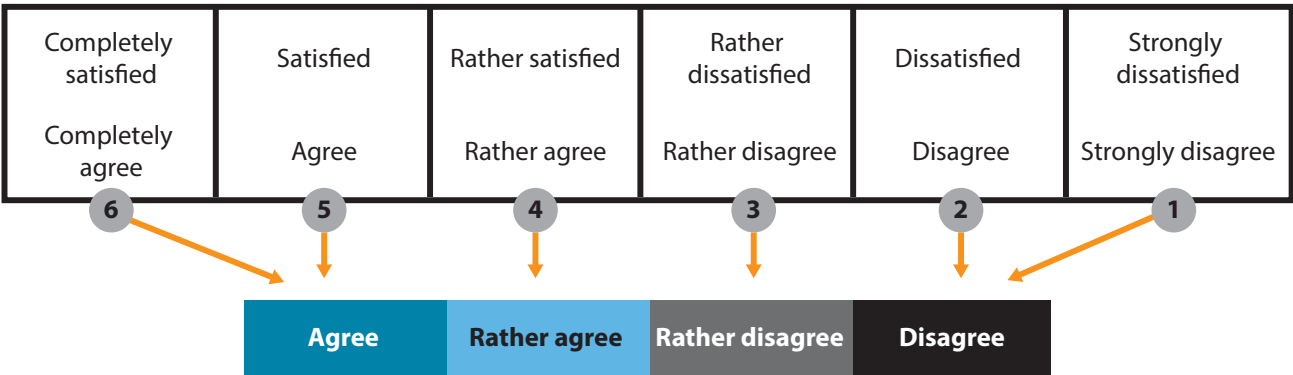 Completely
satisfied
Satisfied
Rather satisfied
Rather
dissatisfied
Dissatisfied
Strongly
dissatisfied
Completely
agree
Agree
Rather agree
Rather disagree
Disagree
Strongly disagree
6
5
4
3
2
1
Agree
Rather agree
Rather disagree
Disagree